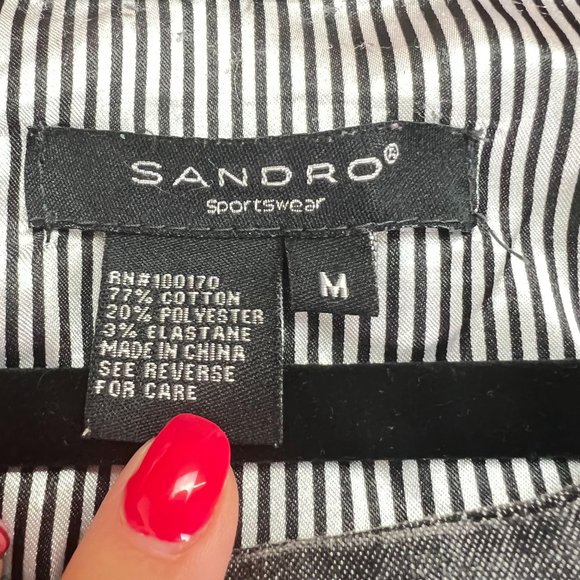 SANDRO®
Sportswear
M
RN#100170
77% COTTON
20% POLYESTER
3% ELASTANE
MADE IN CHINA
SEE REVERSE
FOR CARE